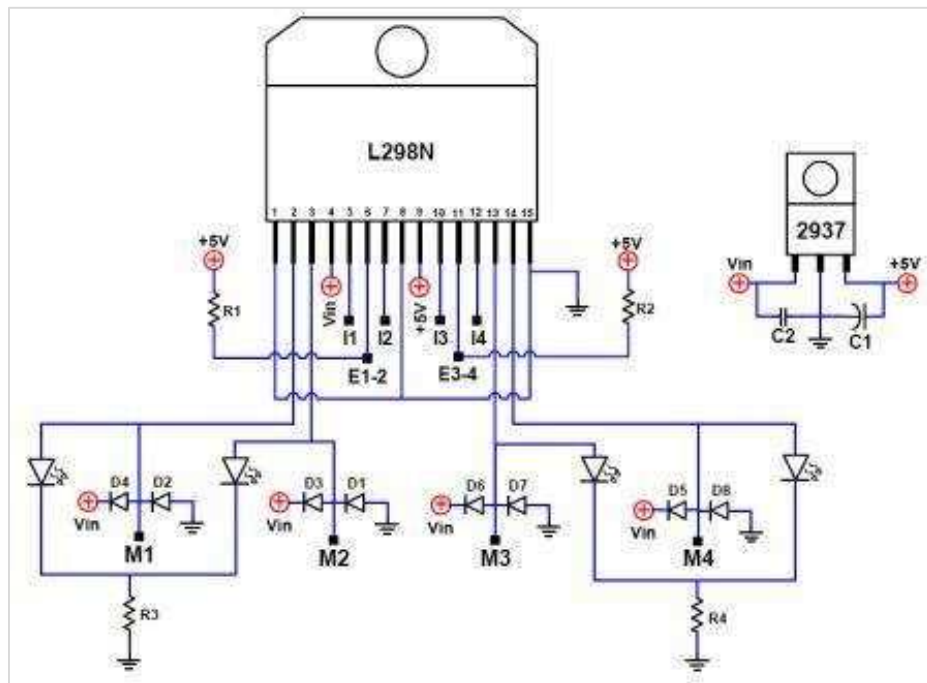 L298N
1 2 3 4 5 6 7 8 9 10 11 12 13 14 15
2937
+5V
+5V
Vin
+5V
R1
Vin
I1
I2
+5V
I3
I4
R2
C2
C1
E1-2
E3-4
D4
D2
D3
D1
D6
D7
D5
D8
Vin
Vin
Vin
Vin
M1
M2
M3
M4
R3
R4